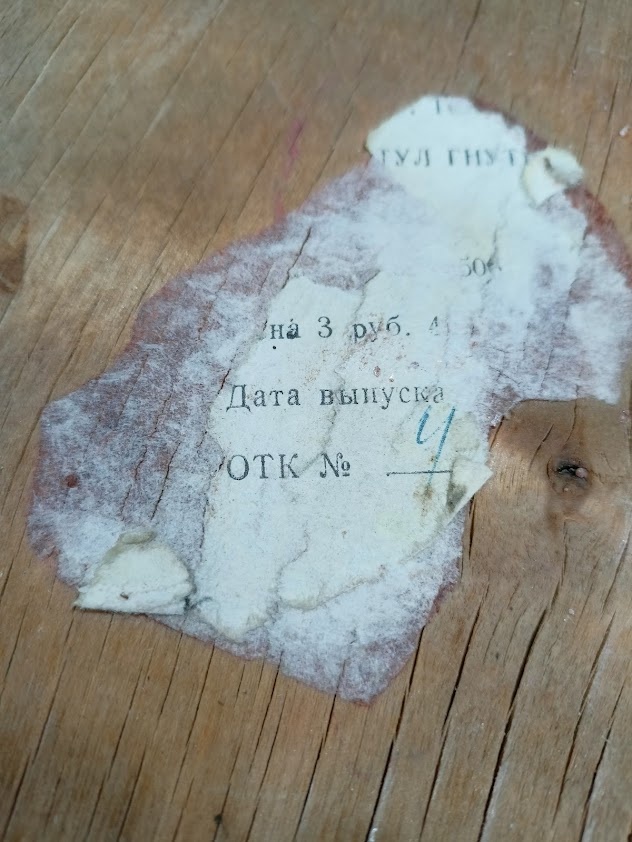 ТУЛ ГНУТ
506
на 3 руб. 4
Дата выпуска
ОТК № 4